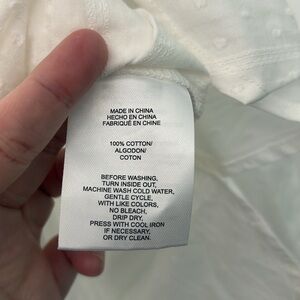 MADE IN CHINA
HECHO EN CHINA
FABRIQUÉ EN CHINE
100% COTTON/
ALGODON/
COTON
BEFORE WASHING,
TURN INSIDE OUT,
MACHINE WASH COLD WATER,
GENTLE CYCLE,
WITH LIKE COLORS,
NO BLEACH,
DRIP DRY,
PRESS WITH COOL IRON
IF NECESSARY,
OR DRY CLEAN.